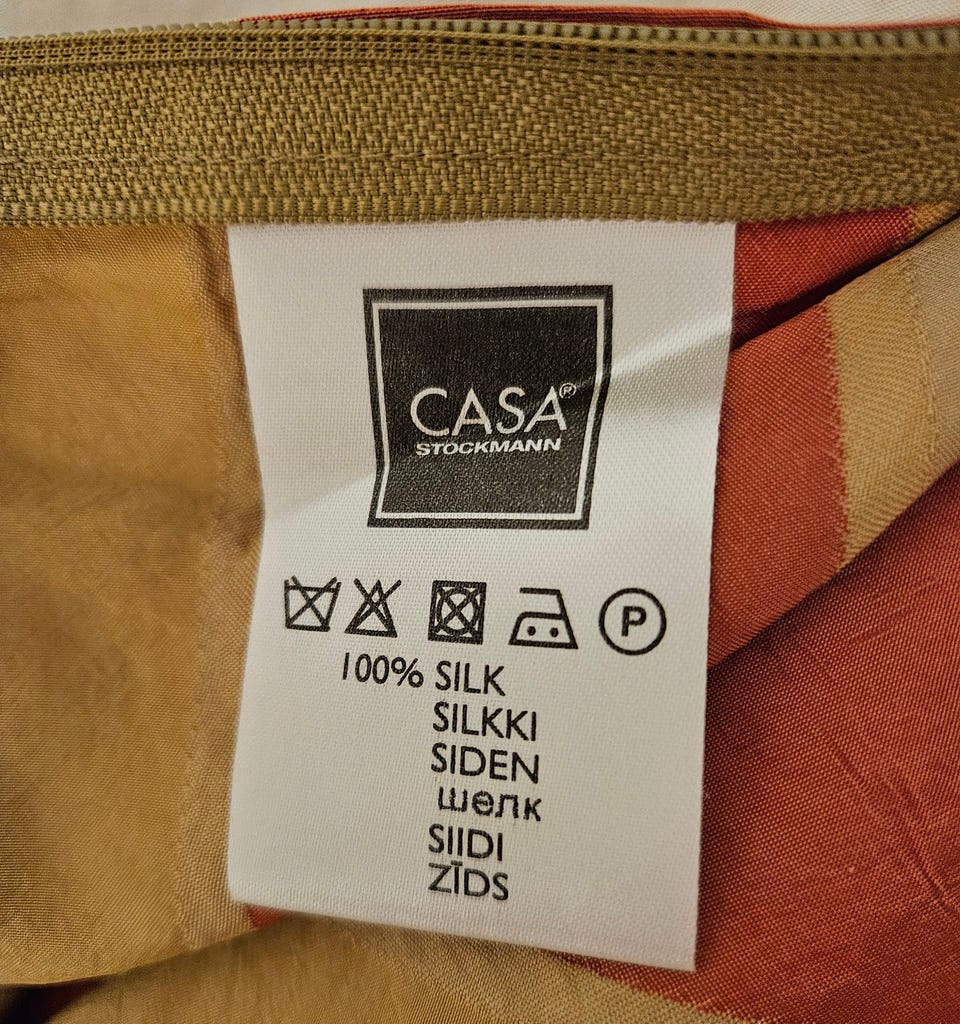 CASA®
STOCKMANN
P
100% SILK
SILKKI
SIDEN
шелк
SIIDI
ZĪDS